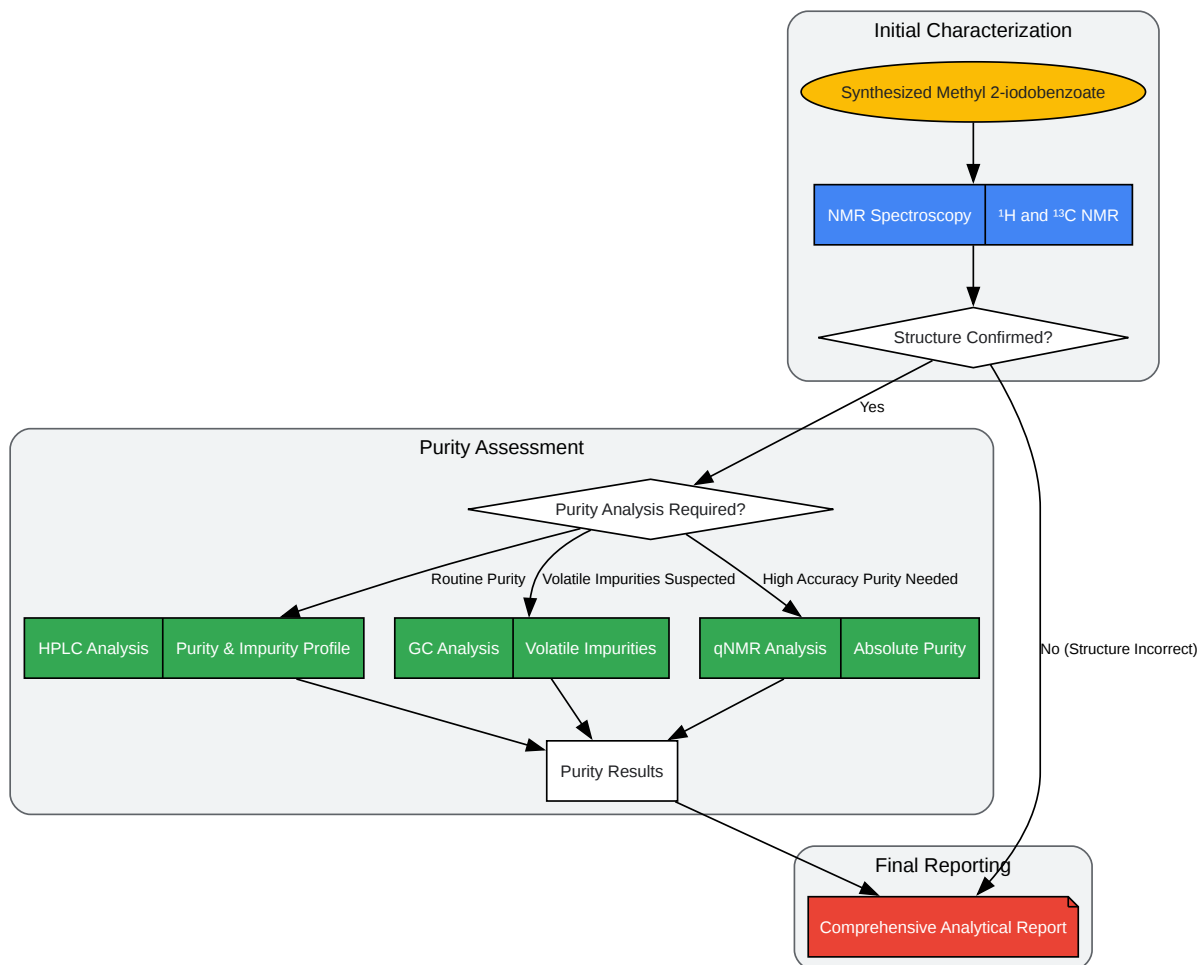 Initial Characterization
Synthesized Methyl 2-iodobenzoate
NMR Spectroscopy
¹H and ¹³C NMR
Structure Confirmed?
Yes
Purity Assessment
Purity Analysis Required?
Routine Purity
Volatile Impurities Suspected
High Accuracy Purity Needed
HPLC Analysis
Purity & Impurity Profile
GC Analysis
Volatile Impurities
qNMR Analysis
Absolute Purity
No (Structure Incorrect)
Purity Results
Final Reporting
Comprehensive Analytical Report